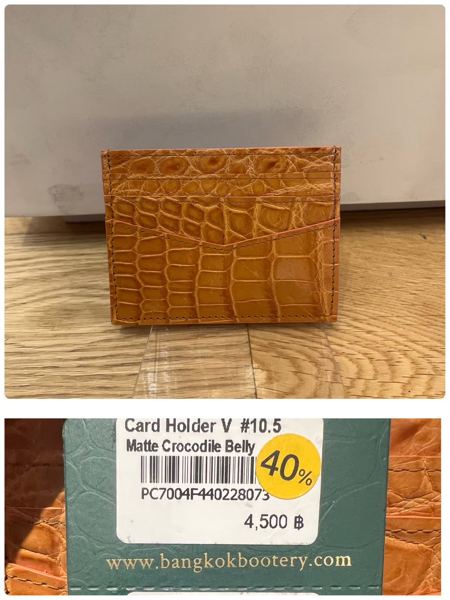 Card Holder V #10.5
Matte Crocodile Belly
40%
PC7004F440228073
4,500 ฿
www.bangkokbootery.com